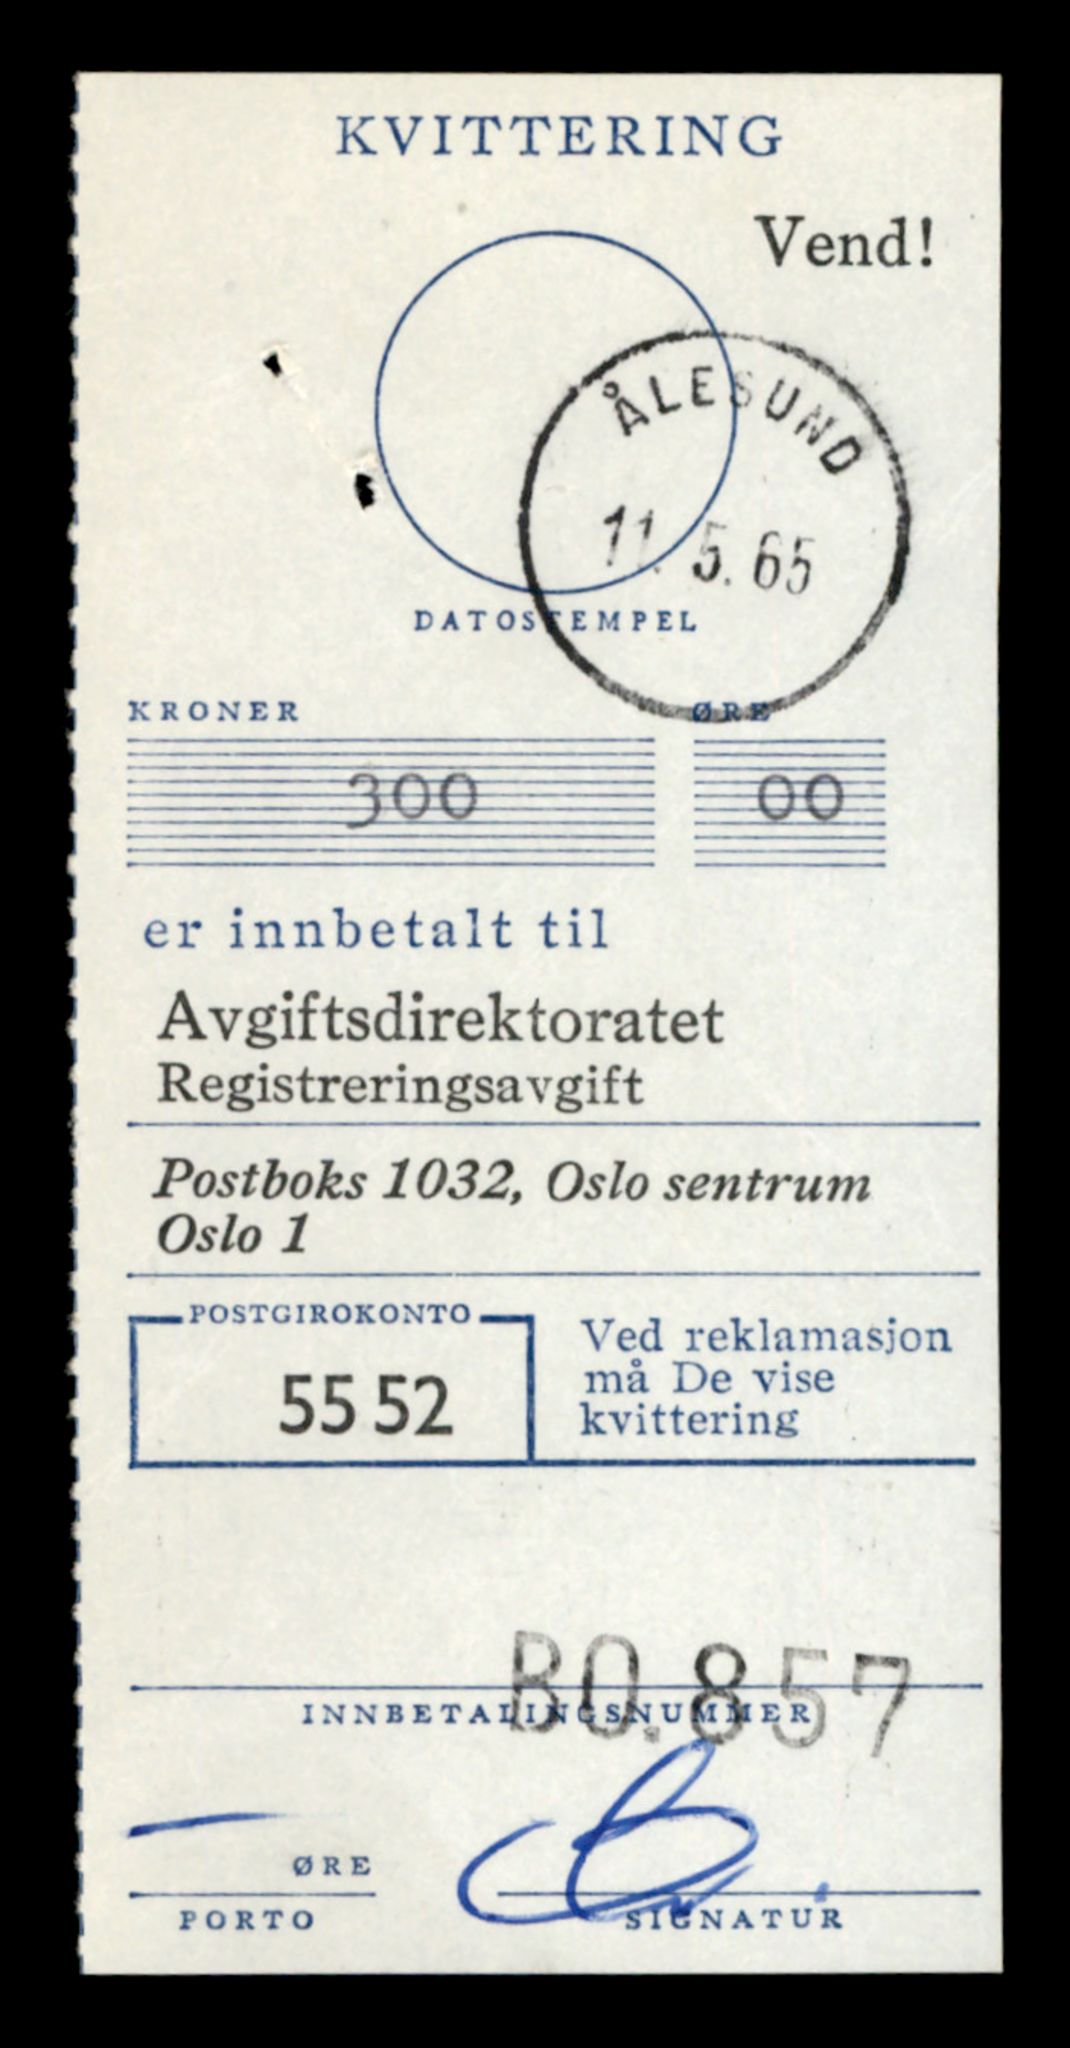 KVITTERING
Vend!
ÅLESUND
11. 5. 65
DATOSTEMPEL
KRONER ØRE
300 00
er innbetalt til
Avgiftsdirektoratet
Registreringsavgift
Postboks 1032, Oslo sentrum
Oslo 1
POSTGIROKONTO
55 52
Ved reklamasjon
må De vise
kvittering
BO.857
INNBETALINGSNUMMER
ØRE
PORTO SIGNATUR